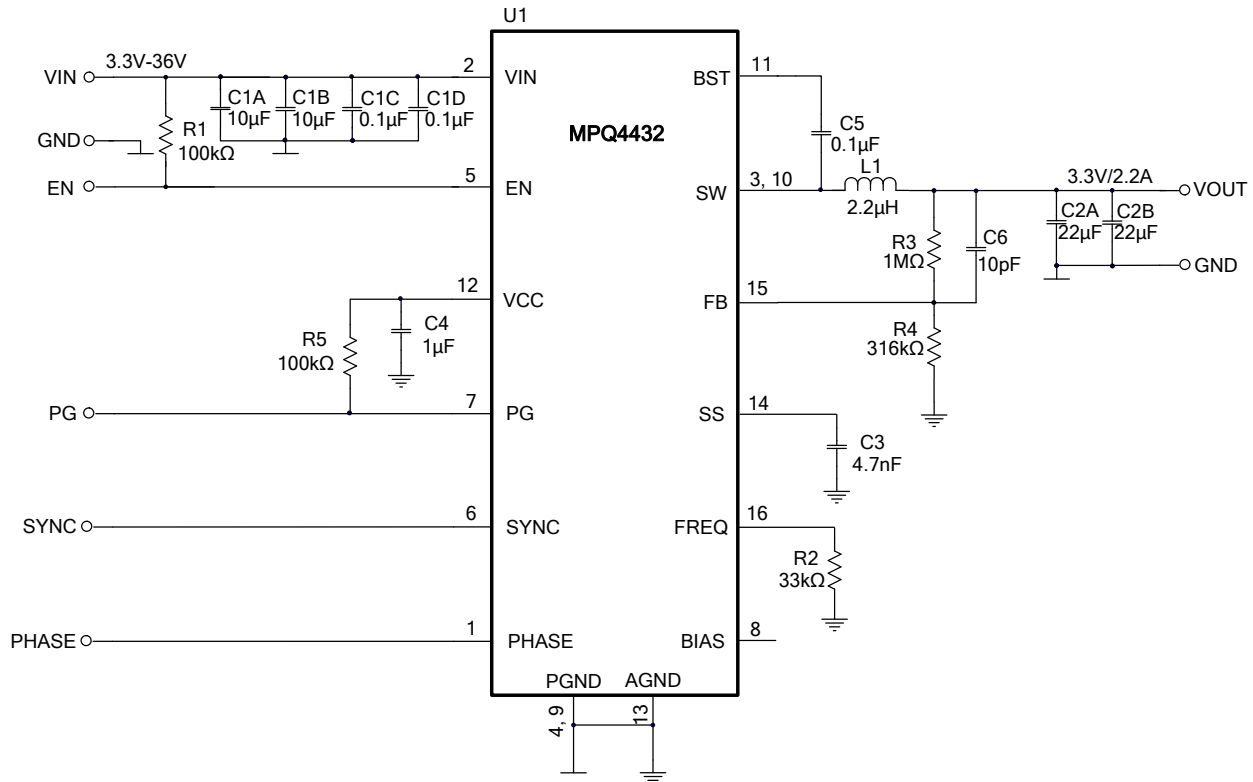 U1
MPQ4432
3.3V-36V
VIN
2
VIN
C1A
10µF
C1B
10µF
C1C
0.1µF
C1D
0.1µF
R1
100kΩ
GND
EN
5
EN
11
BST
C5
0.1µF
L1
2.2µH
3, 10
SW
3.3V/2.2A
VOUT
C2A
22µF
C2B
22µF
GND
R3
1MΩ
C6
10pF
15
FB
R4
316kΩ
12
VCC
C4
1µF
R5
100kΩ
PG
7
PG
14
SS
C3
4.7nF
SYNC
6
SYNC
16
FREQ
R2
33kΩ
PHASE
1
PHASE
8
BIAS
PGND
AGND
4, 9
13